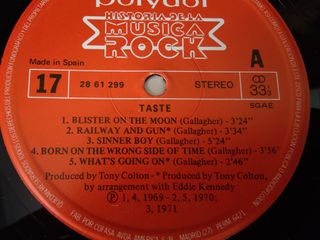 polydor
HISTORIA DE LA
MUSICA
ROCK
Made in Spain
A
17
28 61 299
STEREO
33⅓
SGAE
TASTE
1. BLISTER ON THE MOON (Gallagher) - 3'24"
2. RAILWAY AND GUN* (Gallagher) - 3'34"
3. SINNER BOY (Gallagher) - 5'24"
4. BORN ON THE WRONG SIDE OF TIME (Gallagher) - 3'56'
5. WHAT'S GOING ON* (Gallagher) - 2'46"
Produced by Tony Colton-* Produced by Tony Colton,
by arrangement with Eddie Kennedy
℗ 1, 4, 1969 - 2, 5, 1970;
3, 1971